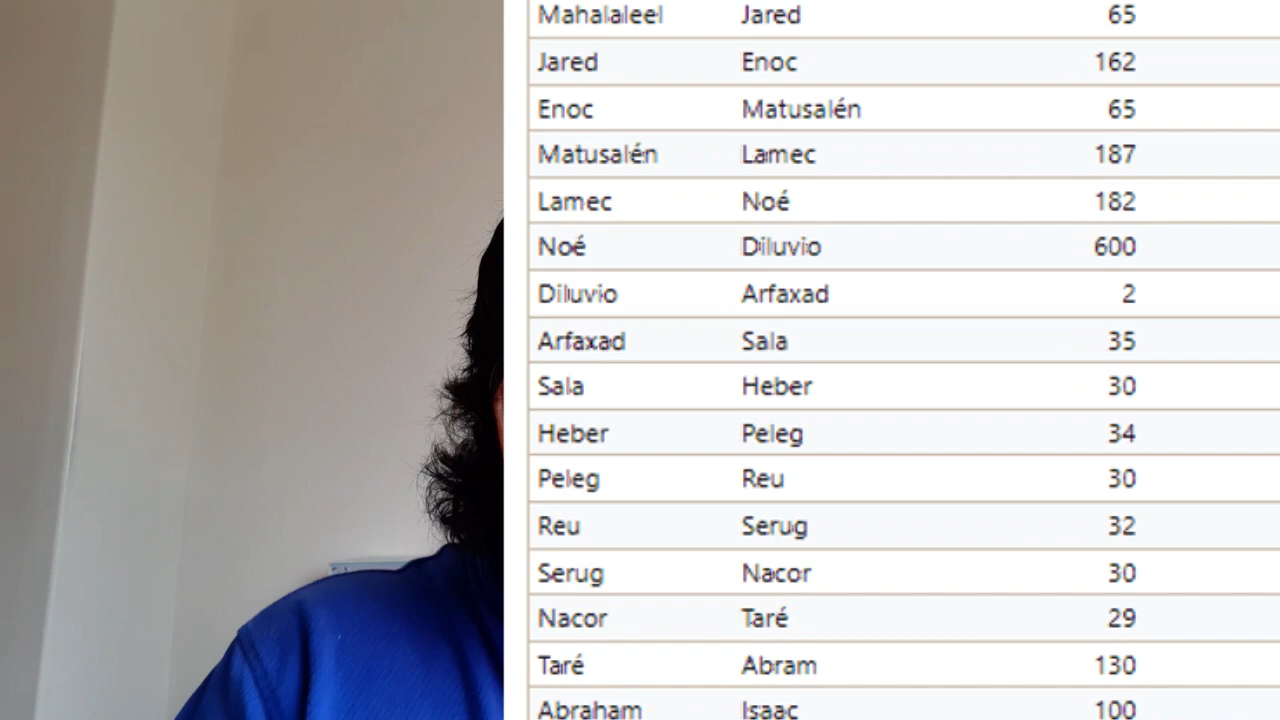 Mahalaleel Jared 65
Jared Enoc 162
Enoc Matusalén 65
Matusalén Lamec 187
Lamec Noé 182
Noé Diluvio 600
Diluvio Arfaxad 2
Arfaxad Sala 35
Sala Heber 30
Heber Peleg 34
Peleg Reu 30
Reu Serug 32
Serug Nacor 30
Nacor Taré 29
Taré Abram 130
Abraham Isaac 100